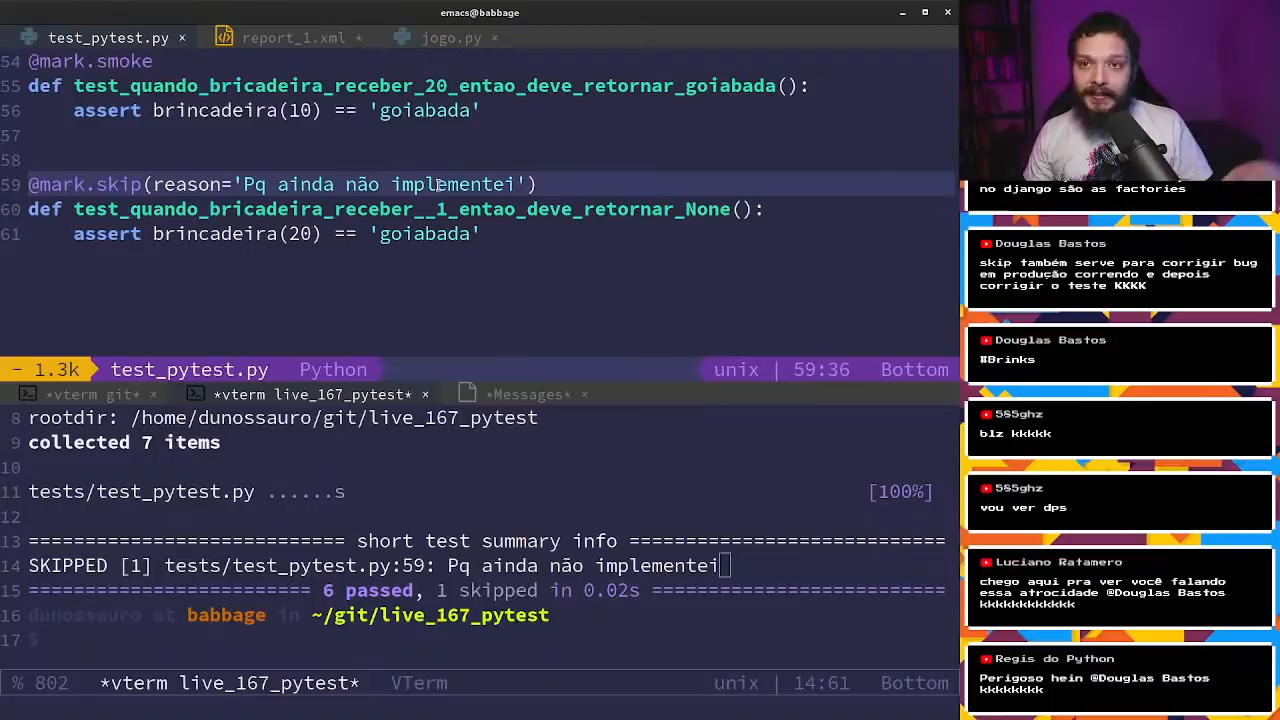 emacs@babbage
test_pytest.py × report_1.xml * jogo.py ×
54 @mark.smoke
55 def test_quando_bricadeira_receber_20_entao_deve_retornar_goiabada():
56 assert brincadeira(10) == 'goiabada'
57
58
59 @mark.skip(reason='Pq ainda não implementei')
60 def test_quando_bricadeira_receber__1_entao_deve_retornar_None():
61 assert brincadeira(20) == 'goiabada'
- 1.3k test_pytest.py Python unix | 59:36 Bottom
*vterm git* × *vterm live_167_pytest* × *Messages* ×
8 rootdir: /home/dunossauro/git/live_167_pytest
9 collected 7 items
10
11 tests/test_pytest.py ......s [100%]
12
13 ============================ short test summary info ============================
14 SKIPPED [1] tests/test_pytest.py:59: Pq ainda não implementei
15 ========================= 6 passed, 1 skipped in 0.02s ==========================
16 dunossauro at babbage in ~/git/live_167_pytest
17 $
% 802 *vterm live_167_pytest* VTerm unix | 14:61 Bottom
no django são as factories
Douglas Bastos
skip também serve para corrigir bug
em produção correndo e depois
corrigir o teste KKKK
Douglas Bastos
#Brinks
585ghz
blz kkkkk
585ghz
vou ver dps
Luciano Ratamero
chego aqui pra ver você falando
essa atrocidade @Douglas Bastos
kkkkkkkkkkkk
Regis do Python
Perigoso hein @Douglas Bastos
kkkkkkkk